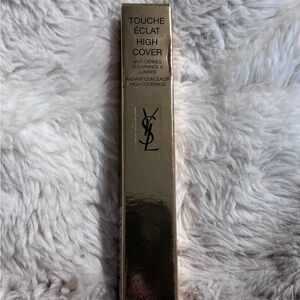 TOUCHE
ÉCLAT
HIGH
COVER
ANTI-CERNES
COUVRANCE &
LUMIÈRE
RADIANT CONCEALER
HIGH COVERAGE
YSL